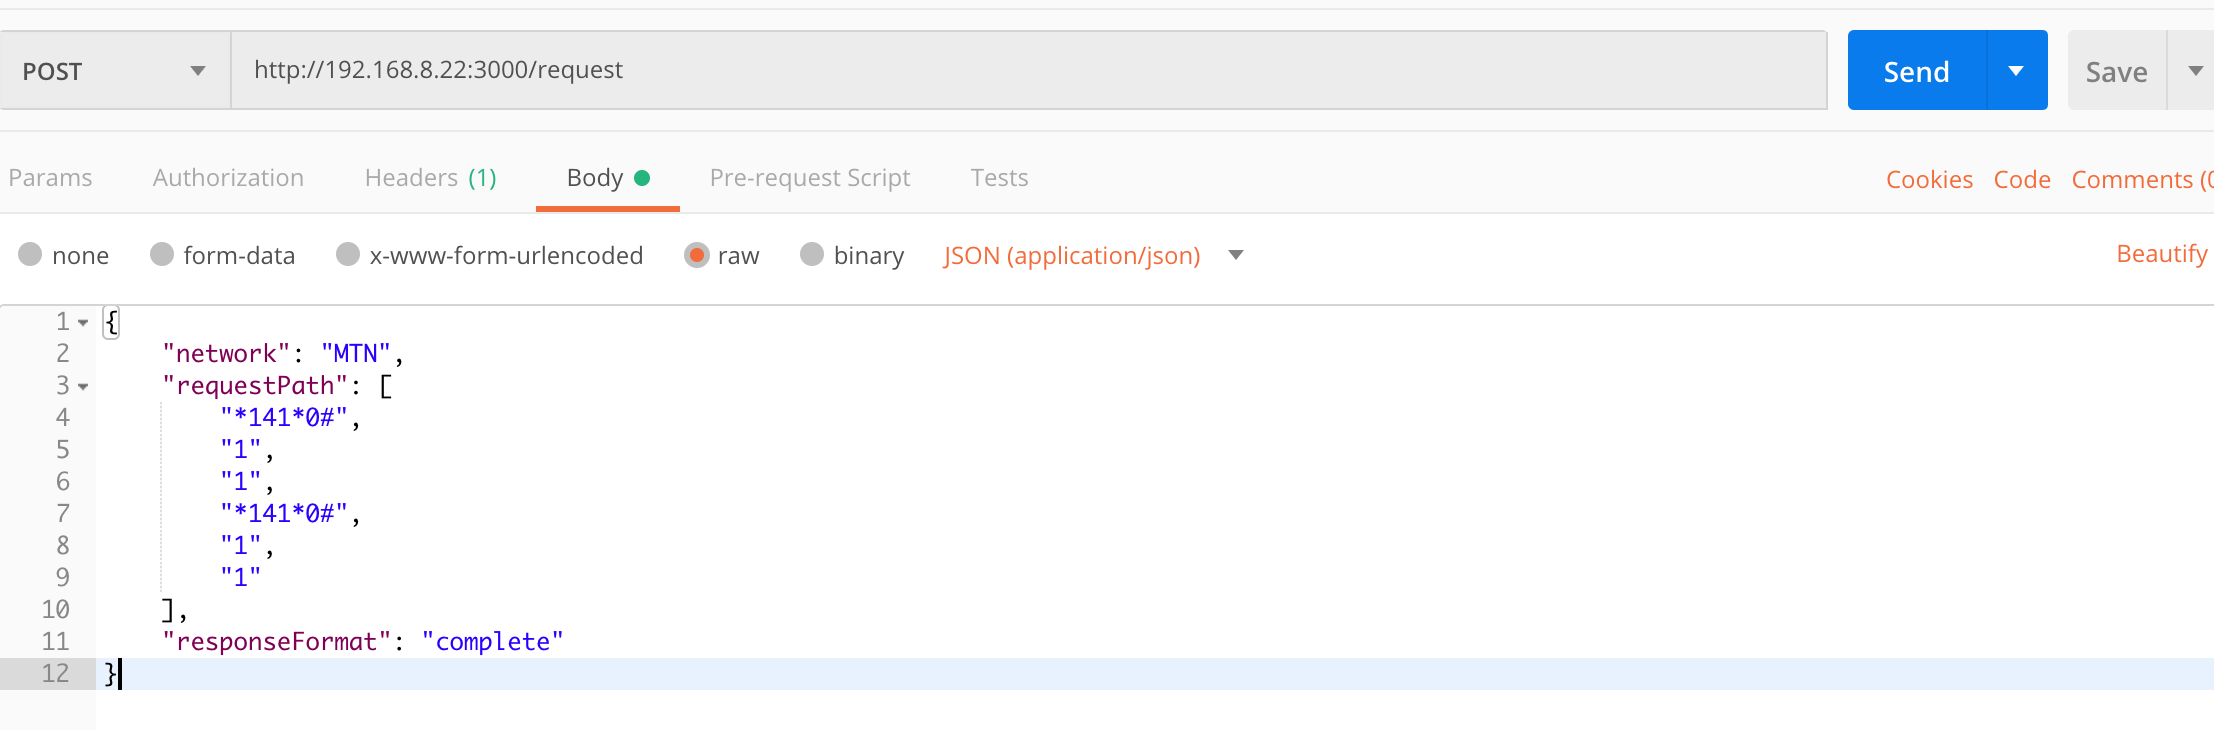 POST http://192.168.8.22:3000/request Send Save
Params Authorization Headers (1) Body Pre-request Script Tests Cookies Code Comments (0
none form-data x-www-form-urlencoded raw binary JSON (application/json) Beautify
1 {
2 "network": "MTN",
3 "requestPath": [
4 "*141*0#",
5 "1",
6 "1",
7 "*141*0#",
8 "1",
9 "1"
10 ],
11 "responseFormat": "complete"
12 }